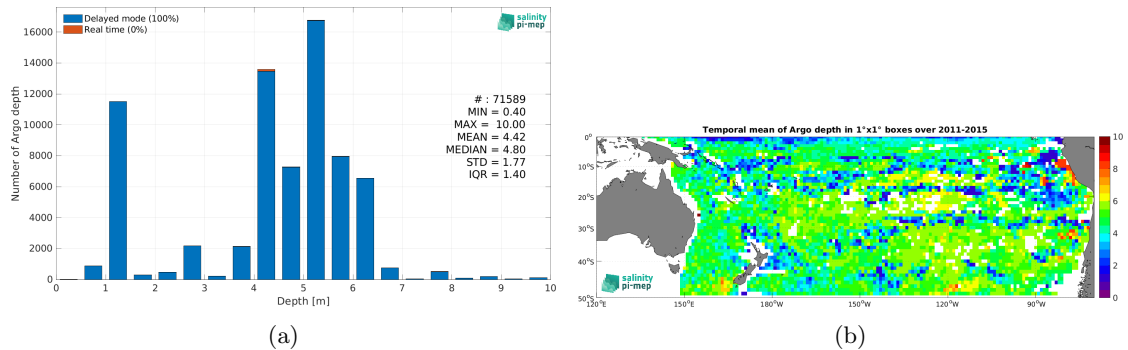 Delayed mode (100%)
Real time (0%)
salinity
pi-mep
16000
14000
12000
10000
8000
6000
4000
2000
0
Number of Argo depth
# : 71589
MIN = 0.40
MAX = 10.00
MEAN = 4.42
MEDIAN = 4.80
STD = 1.77
IQR = 1.40
0 1 2 3 4 5 6 7 8 9 10
Depth [m]
(a)
Temporal mean of Argo depth in 1°x1° boxes over 2011-2015
0°
10°S
20°S
30°S
40°S
50°S
salinity
pi-mep
150°E 180°W 150°W 120°W 90°W
10
8
6
4
2
0
(b)